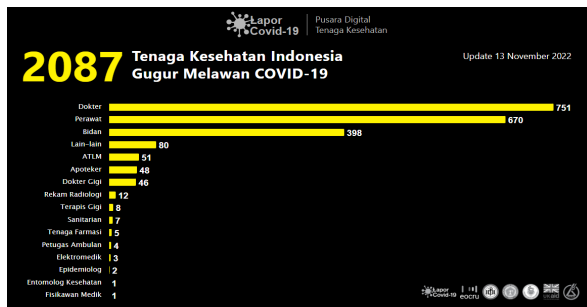 Lapor
Covid-19
Pusara Digital
Tenaga Kesehatan
2087
Tenaga Kesehatan Indonesia
Gugur Melawan COVID-19
Update 13 November 2022
Dokter 751
Perawat 670
Bidan 398
Lain-lain 80
ATLM 51
Apoteker 48
Dokter Gigi 46
Rekam Radiologi 12
Terapis Gigi 8
Sanitarian 7
Tenaga Farmasi 5
Petugas Ambulan 4
Elektromedik 3
Epidemiolog 2
Entomolog Kesehatan 1
Fisikawan Medik 1
Lapor
Covid-19
eocru